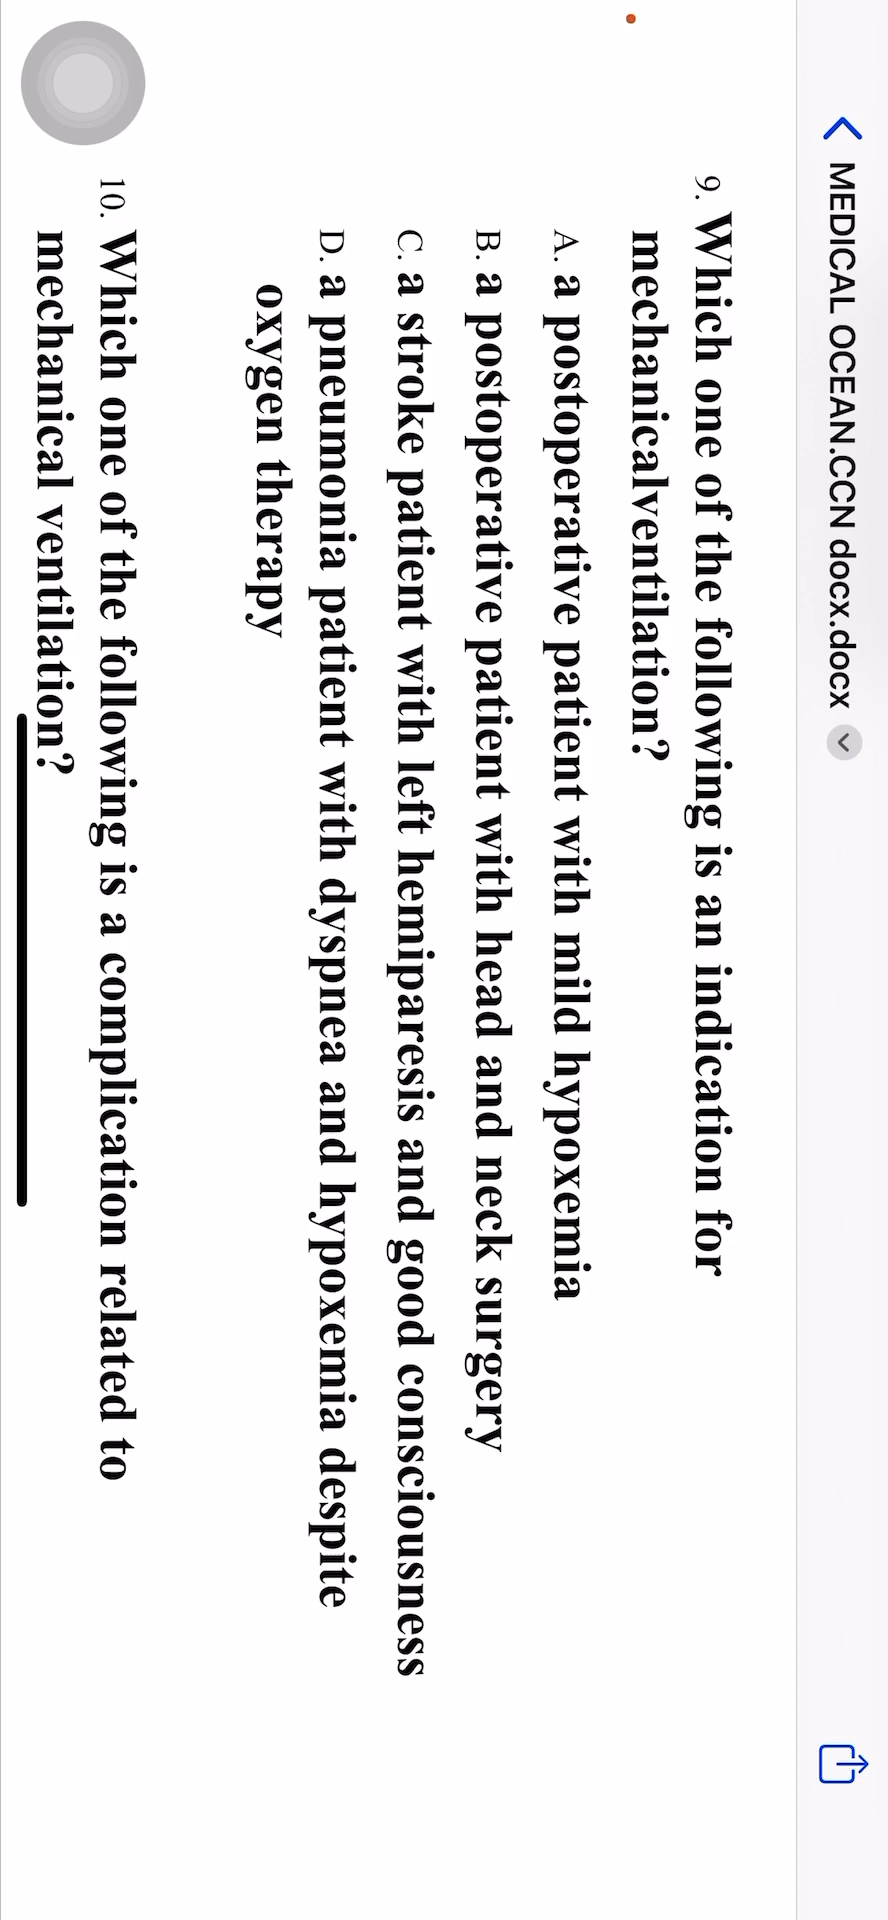 MEDICAL OCEAN.CCN docx.docx
9. Which one of the following is an indication for
mechanicalventilation?
A. a postoperative patient with mild hypoxemia
B. a postoperative patient with head and neck surgery
C. a stroke patient with left hemiparesis and good consciousness
D. a pneumonia patient with dyspnea and hypoxemia despite
oxygen therapy
10. Which one of the following is a complication related to
mechanical ventilation?